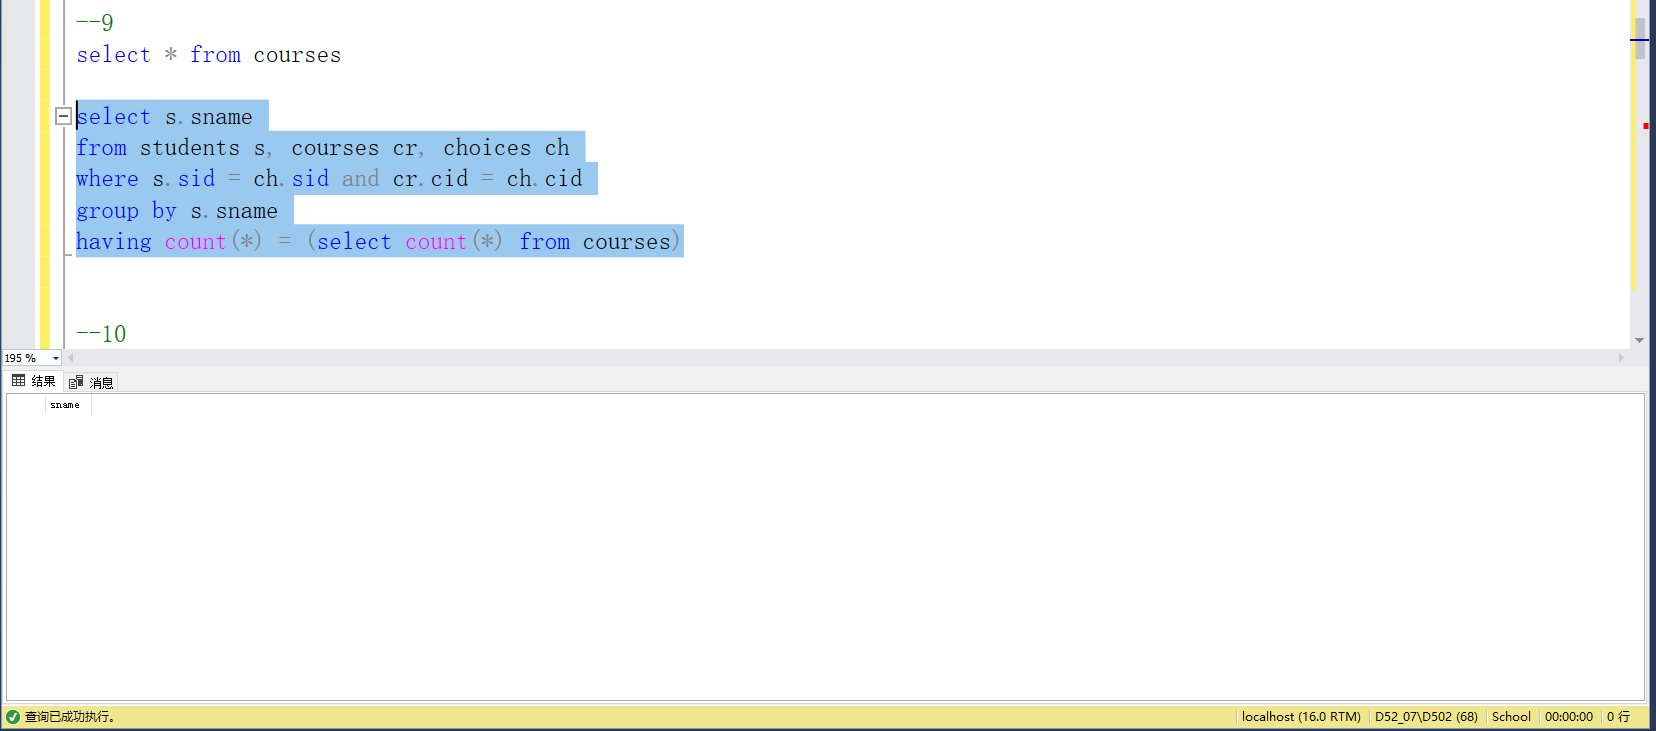 --9
select * from courses
select s.sname
from students s, courses cr, choices ch
where s.sid = ch.sid and cr.cid = ch.cid
group by s.sname
having count(*) = (select count(*) from courses)
--10
195 %
结果 消息
sname
查询已成功执行。 localhost (16.0 RTM) D52_07\D502 (68) School 00:00:00 0 行